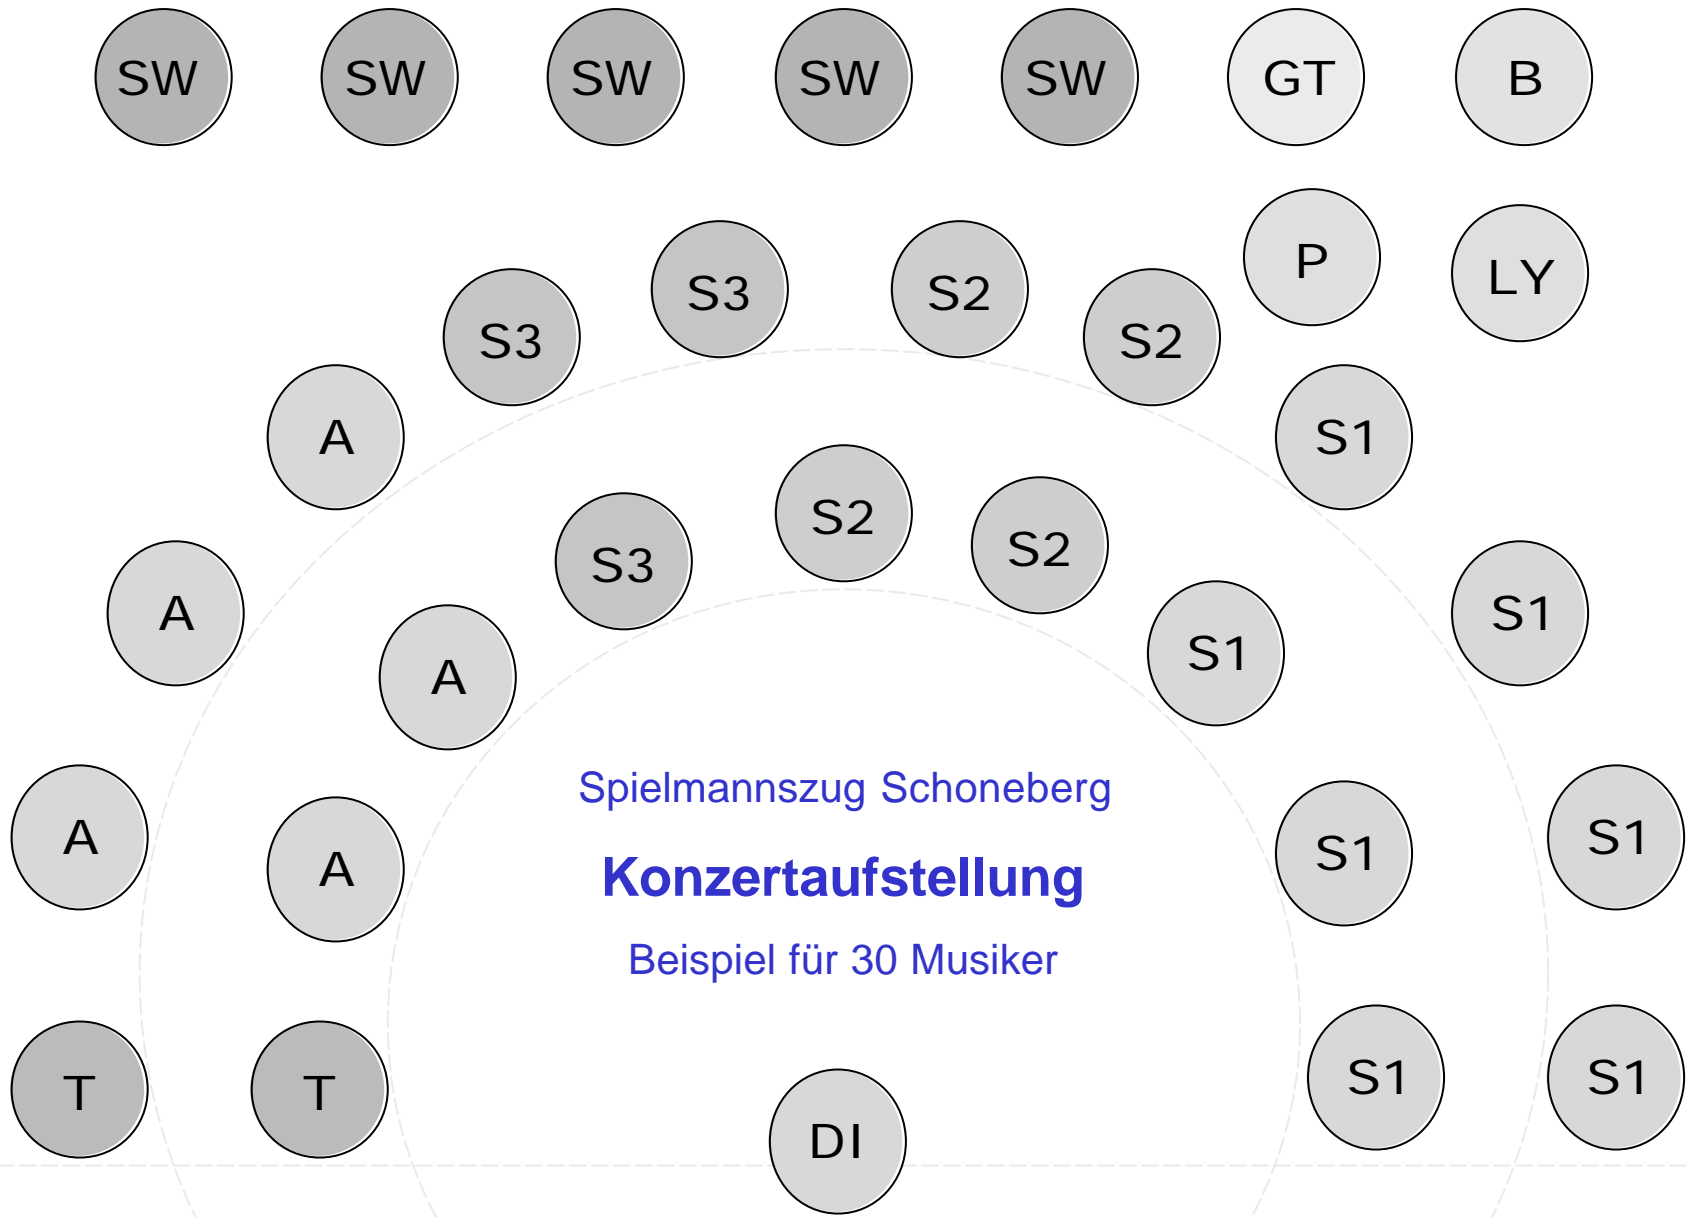 SW SW SW SW SW GT B
P LY
S3 S3 S2 S2
A S1
S3 S2 S2
A S1
A S1
Spielmannszug Schoneberg
A A S1 S1
Konzertaufstellung
Beispiel für 30 Musiker
T T S1 S1
DI